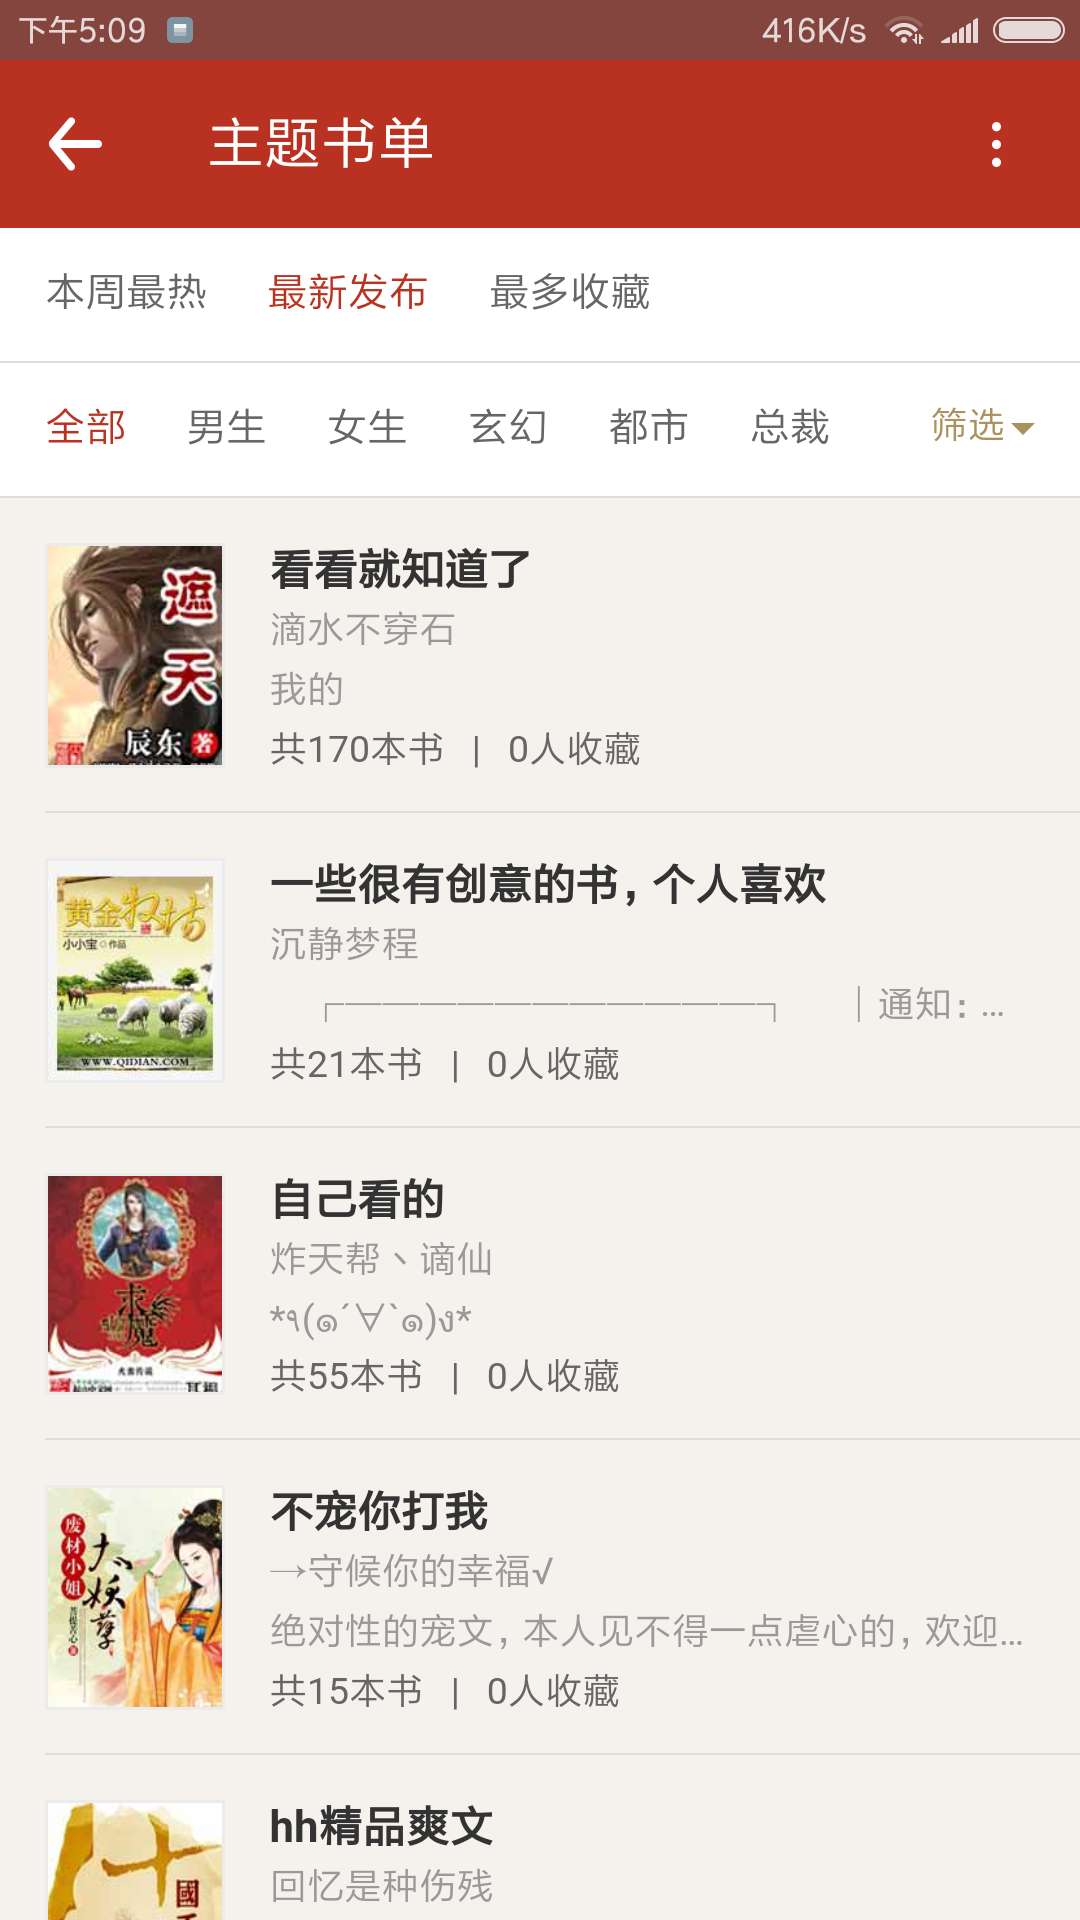 下午5:09 416K/s
主题书单
本周最热 最新发布 最多收藏
全部 男生 女生 玄幻 都市 总裁 筛选
遮天
辰东 著
看看就知道了
滴水不穿石
我的
共170本书 | 0人收藏
黄金牧坊
小小宝 作品
WWW.QIDIAN.COM
一些很有创意的书，个人喜欢
沉静梦程
┌───────────┐ │通知：...
共21本书 | 0人收藏
求魔
耳根
自己看的
炸天帮丶谪仙
*٩(๑´∀`๑)ง*
共55本书 | 0人收藏
废材小姐
太妖孽
不宠你打我
→守候你的幸福√
绝对性的宠文，本人见不得一点虐心的，欢迎...
共15本书 | 0人收藏
hh精品爽文
回忆是种伤残
國